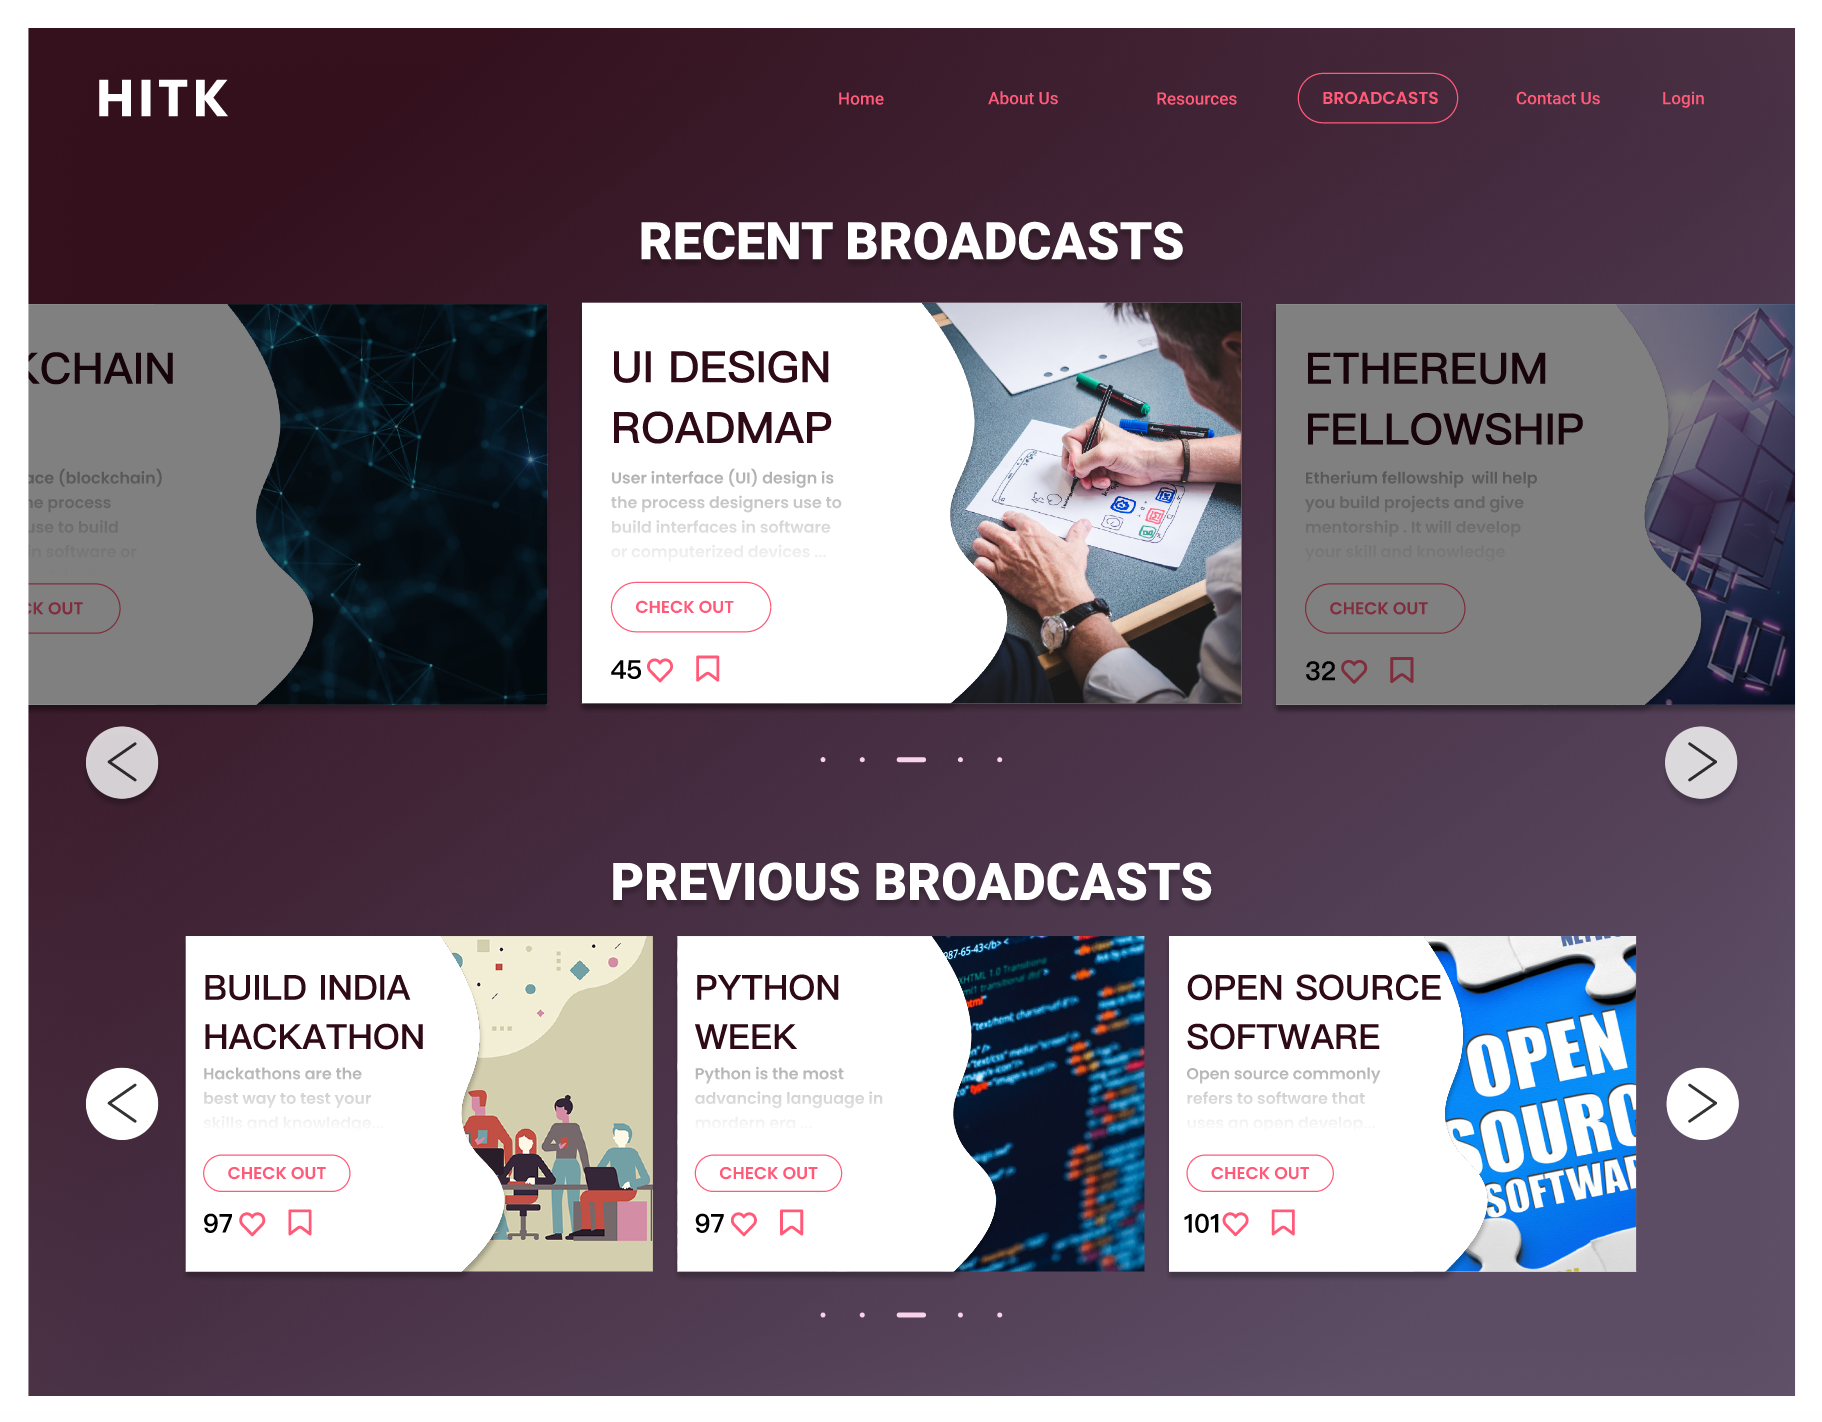 HITK
Home
About Us
Resources
BROADCASTS
Contact Us
Login
RECENT BROADCASTS
KCHAIN
ace (blockchain)
ne process
use to build
in software or
CK OUT
UI DESIGN
ROADMAP
User interface (UI) design is
the process designers use to
build interfaces in software
or computerized devices ...
CHECK OUT
45
ETHEREUM
FELLOWSHIP
Etherium fellowship will help
you build projects and give
mentorship . It will develop
your skill and knowledge
CHECK OUT
32
PREVIOUS BROADCASTS
BUILD INDIA
HACKATHON
Hackathons are the
best way to test your
skills and knowledge...
CHECK OUT
97
PYTHON
WEEK
Python is the most
advancing language in
mordern era ...
CHECK OUT
97
OPEN SOURCE
SOFTWARE
Open source commonly
refers to software that
uses an open develop...
CHECK OUT
101
OPEN
SOURC
SOFTWAR